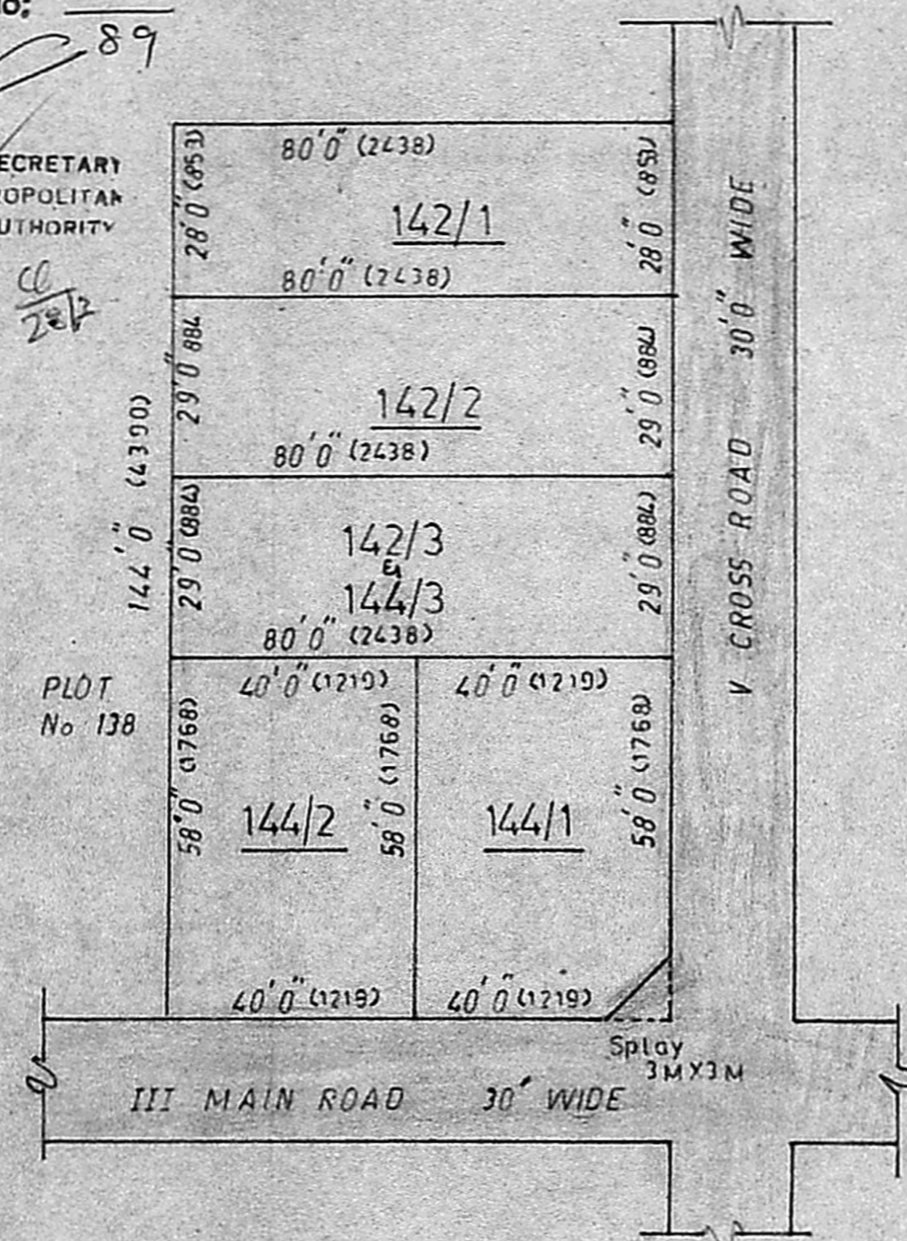 No:
89
ECRETARY
ROPOLITAN
UTHORITY
80'0" (2438)
28'0" (853)
28'0" (853)
142/1
80'0" (2438)
29'0" 884
29'0" (884)
142/2
80'0" (2438)
144'0" (4390)
29'0" (884)
29'0" (884)
142/3
&
144/3
80'0" (2438)
V CROSS ROAD 30'0" WIDE
PLOT
No 138
40'0" (1219)
40'0" (1219)
58'0" (1768)
58'0" (1768)
58'0" (1768)
144/2
144/1
40'0" (1219)
40'0" (1219)
Splay
3MX3M
III MAIN ROAD 30' WIDE